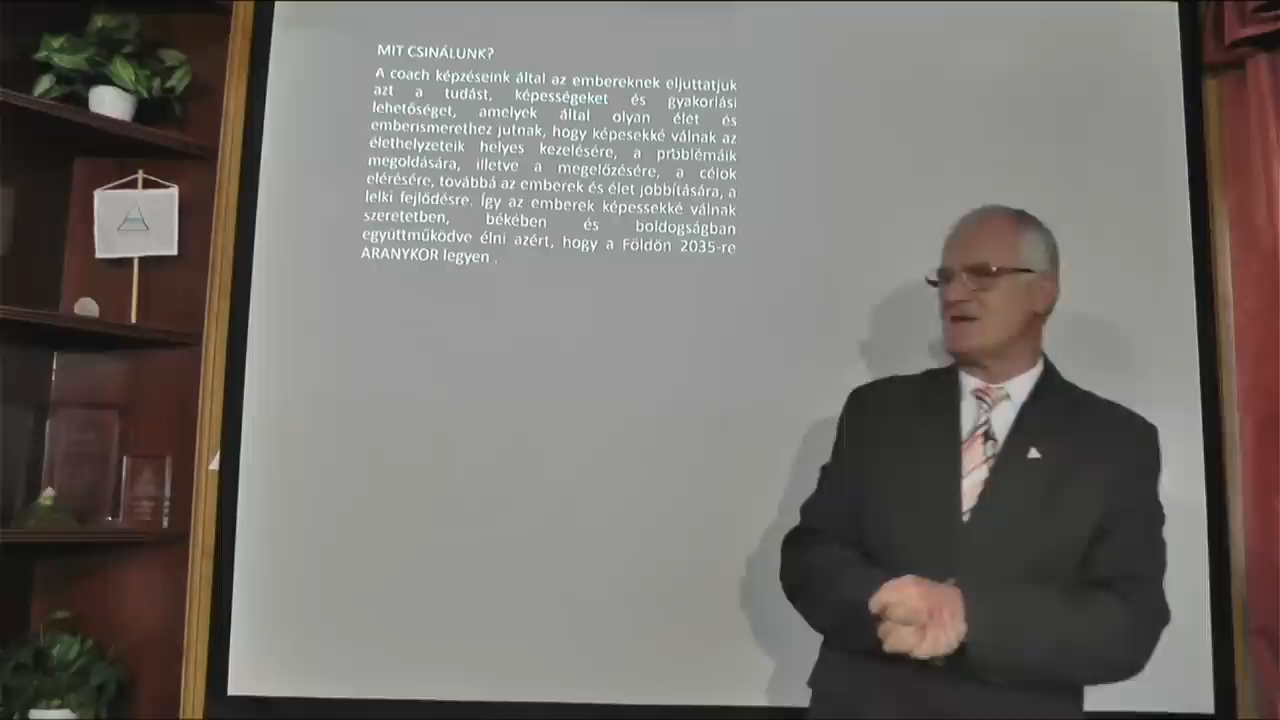 MIT CSINÁLUNK?
A coach képzéseink által az embereknek eljuttatjuk
azt a tudást, képességeket és gyakorlási
lehetőséget, amelyek által olyan élet és
emberismerethez jutnak, hogy képesekké válnak az
élethelyzeteik helyes kezelésére, a problémáik
megoldására, illetve a megelőzésére, a célok
elérésére, továbbá az emberek és élet jobbítására, a
lelki fejlődésre. Így az emberek képessekké válnak
szeretetben, békében és boldogságban
együttműködve élni azért, hogy a Földön 2035-re
ARANYKOR legyen .